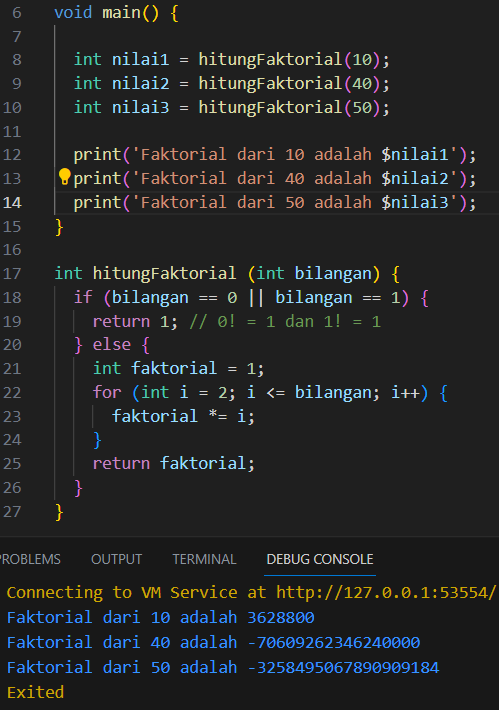 6 void main() {
7
8 int nilai1 = hitungFaktorial(10);
9 int nilai2 = hitungFaktorial(40);
10 int nilai3 = hitungFaktorial(50);
11
12 print('Faktorial dari 10 adalah $nilai1');
13 print('Faktorial dari 40 adalah $nilai2');
14 print('Faktorial dari 50 adalah $nilai3');
15 }
16
17 int hitungFaktorial (int bilangan) {
18 if (bilangan == 0 || bilangan == 1) {
19 return 1; // 0! = 1 dan 1! = 1
20 } else {
21 int faktorial = 1;
22 for (int i = 2; i <= bilangan; i++) {
23 faktorial *= i;
24 }
25 return faktorial;
26 }
27 }
ROBLEMS OUTPUT TERMINAL DEBUG CONSOLE
Connecting to VM Service at http://127.0.0.1:53554/
Faktorial dari 10 adalah 3628800
Faktorial dari 40 adalah -70609262346240000
Faktorial dari 50 adalah -3258495067890909184
Exited